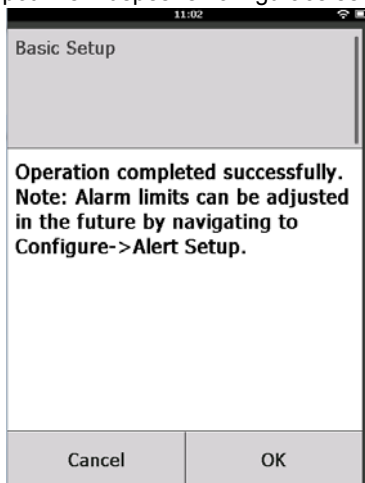 11:02
Basic Setup
Operation completed successfully.
Note: Alarm limits can be adjusted
in the future by navigating to
Configure->Alert Setup.
Cancel OK